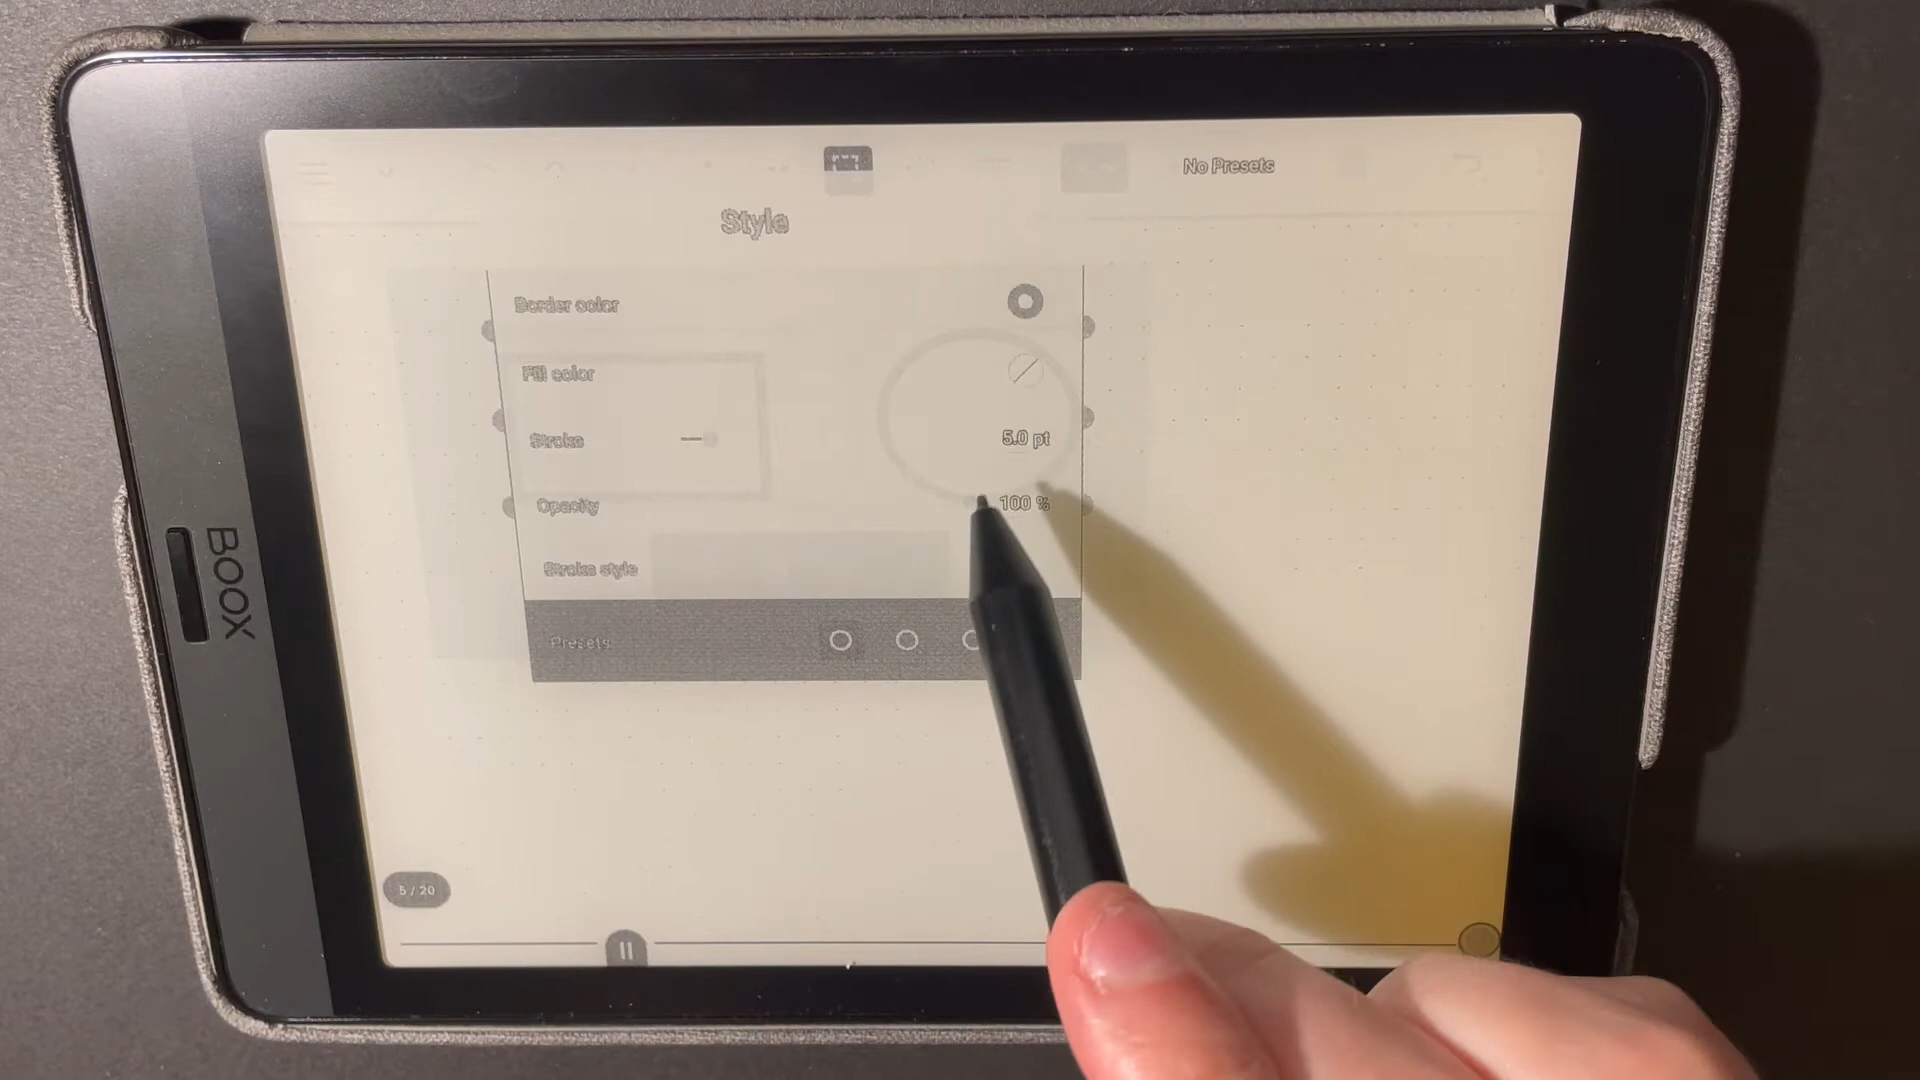 No Presets
Style
Border color
Fill color
Stroke
5.0 pt
Opacity
100 %
Stroke style
Presets
5 / 20
BOOX